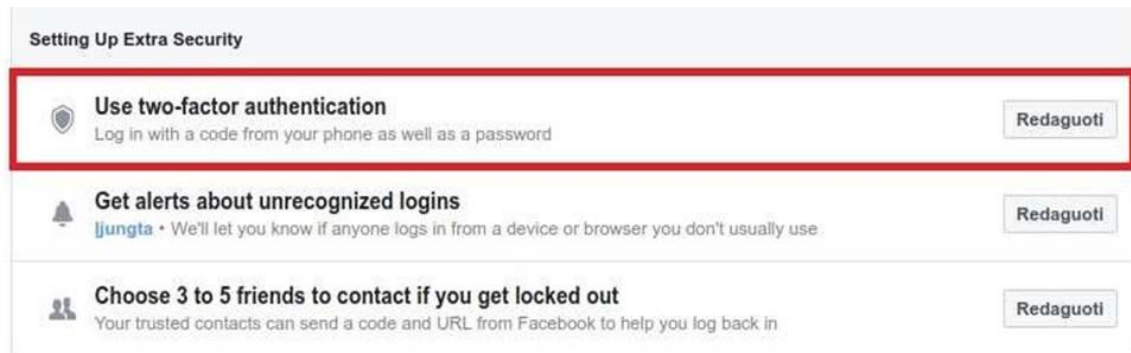 Setting Up Extra Security
Use two-factor authentication
Log in with a code from your phone as well as a password
Redaguoti
Get alerts about unrecognized logins
Įjungta • We'll let you know if anyone logs in from a device or browser you don't usually use
Redaguoti
Choose 3 to 5 friends to contact if you get locked out
Your trusted contacts can send a code and URL from Facebook to help you log back in
Redaguoti